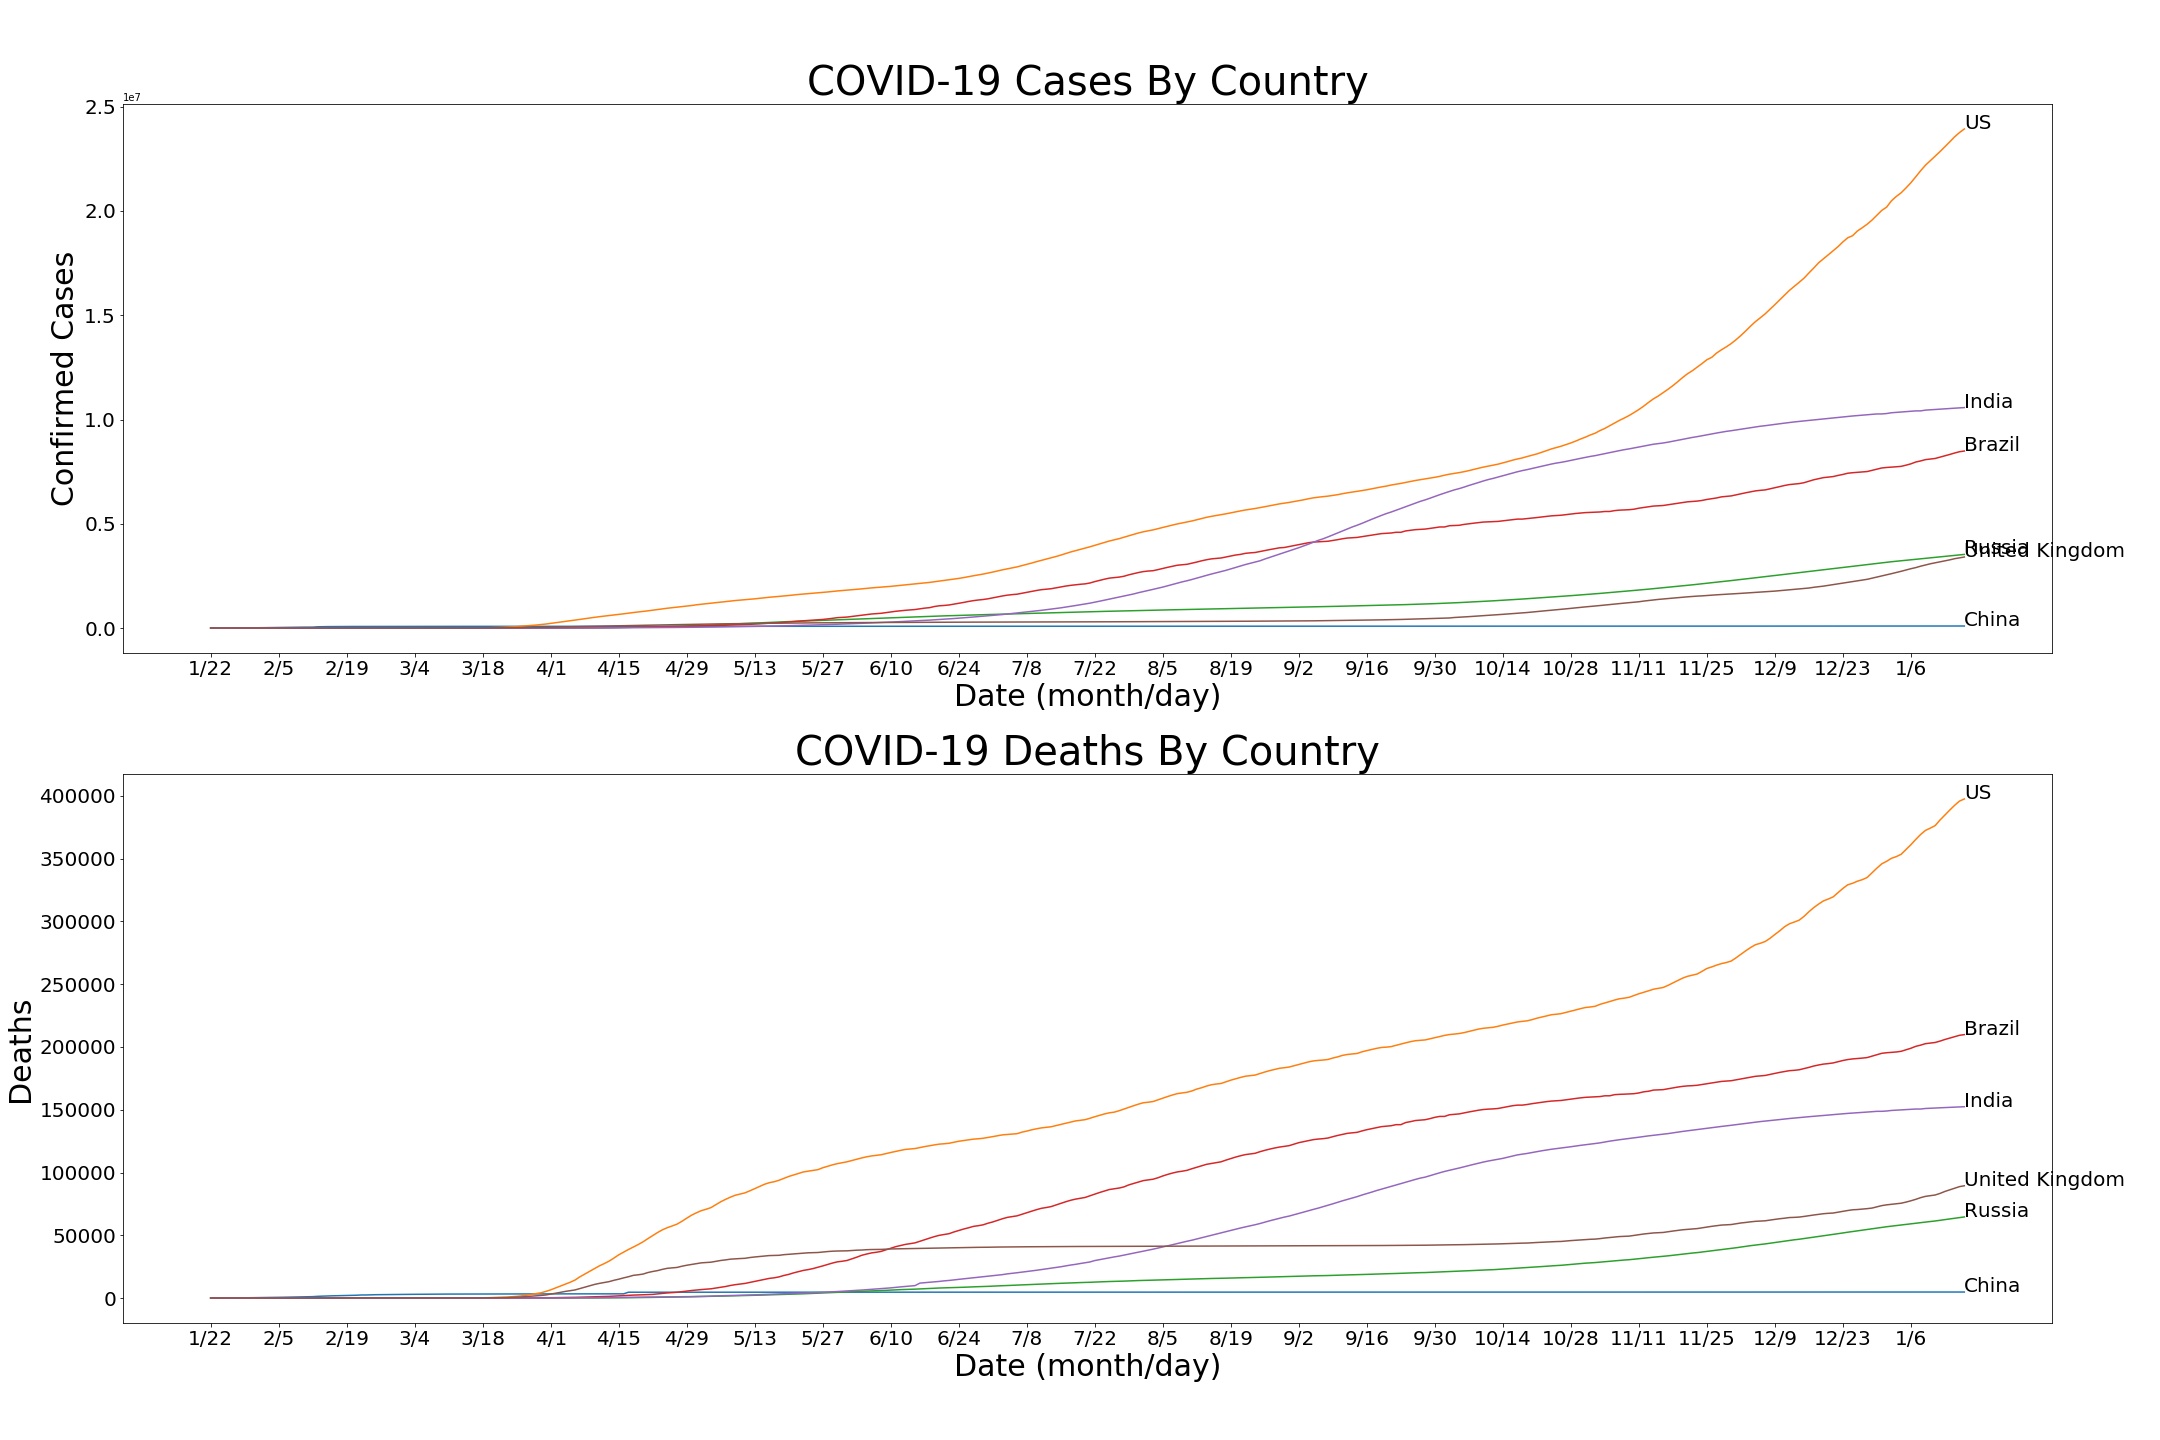 COVID-19 Cases By Country
1e7
2.5
2.0
1.5
1.0
0.5
0.0
Confirmed Cases
US
India
Brazil
Russia
United Kingdom
China
1/22 2/5 2/19 3/4 3/18 4/1 4/15 4/29 5/13 5/27 6/10 6/24 7/8 7/22 8/5 8/19 9/2 9/16 9/30 10/14 10/28 11/11 11/25 12/9 12/23 1/6
Date (month/day)
COVID-19 Deaths By Country
400000
350000
300000
250000
200000
150000
100000
50000
0
Deaths
US
Brazil
India
United Kingdom
Russia
China
1/22 2/5 2/19 3/4 3/18 4/1 4/15 4/29 5/13 5/27 6/10 6/24 7/8 7/22 8/5 8/19 9/2 9/16 9/30 10/14 10/28 11/11 11/25 12/9 12/23 1/6
Date (month/day)